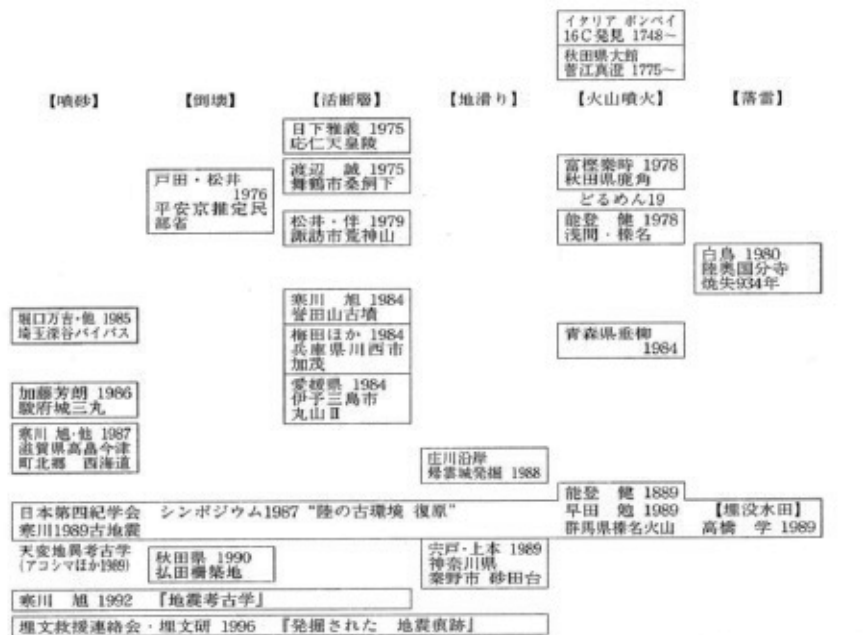 イタリア ポンペイ
16C発見 1748~
秋田県大館
菅江真澄 1775~
【噴砂】 【倒壊】 【活断層】 【地滑り】 【火山噴火】 【落雷】
日下雅義 1975
応仁天皇陵
渡辺 誠 1975
舞鶴市桑飼下
戸田・松井
1976
平安京推定民
部省
松井・伴 1979
諏訪市荒神山
富樫泰時 1978
秋田県鹿角
どるめん19
能登 健 1978
浅間・榛名
白鳥 1980
陸奥国分寺
焼失934年
寒川 旭 1984
誉田山古墳
梅田ほか 1984
兵庫県川西市
加茂
愛媛県 1984
伊予三島市
丸山Ⅱ
堀口万吉・他 1985
埼玉深谷バイパス
青森県垂柳
1984
加藤芳朗 1986
駿府城三丸
寒川 旭・他 1987
滋賀県高島今津
町北郷 西海道
庄川沿岸
帰雲城発掘 1988
日本第四紀学会 シンポジウム1987 "陸の古環境 復原"
寒川1989古地震
能登 健 1889
早田 勉 1989
群馬県榛名火山
【埋没水田】
高橋 学 1989
天変地異考古学
(アコシマほか1989)
秋田県 1990
払田柵築地
宍戸・上本 1989
神奈川県
秦野市 砂田台
寒川 旭 1992 『地震考古学』
埋文救援連絡会・埋文研 1996 『発掘された 地震痕跡』